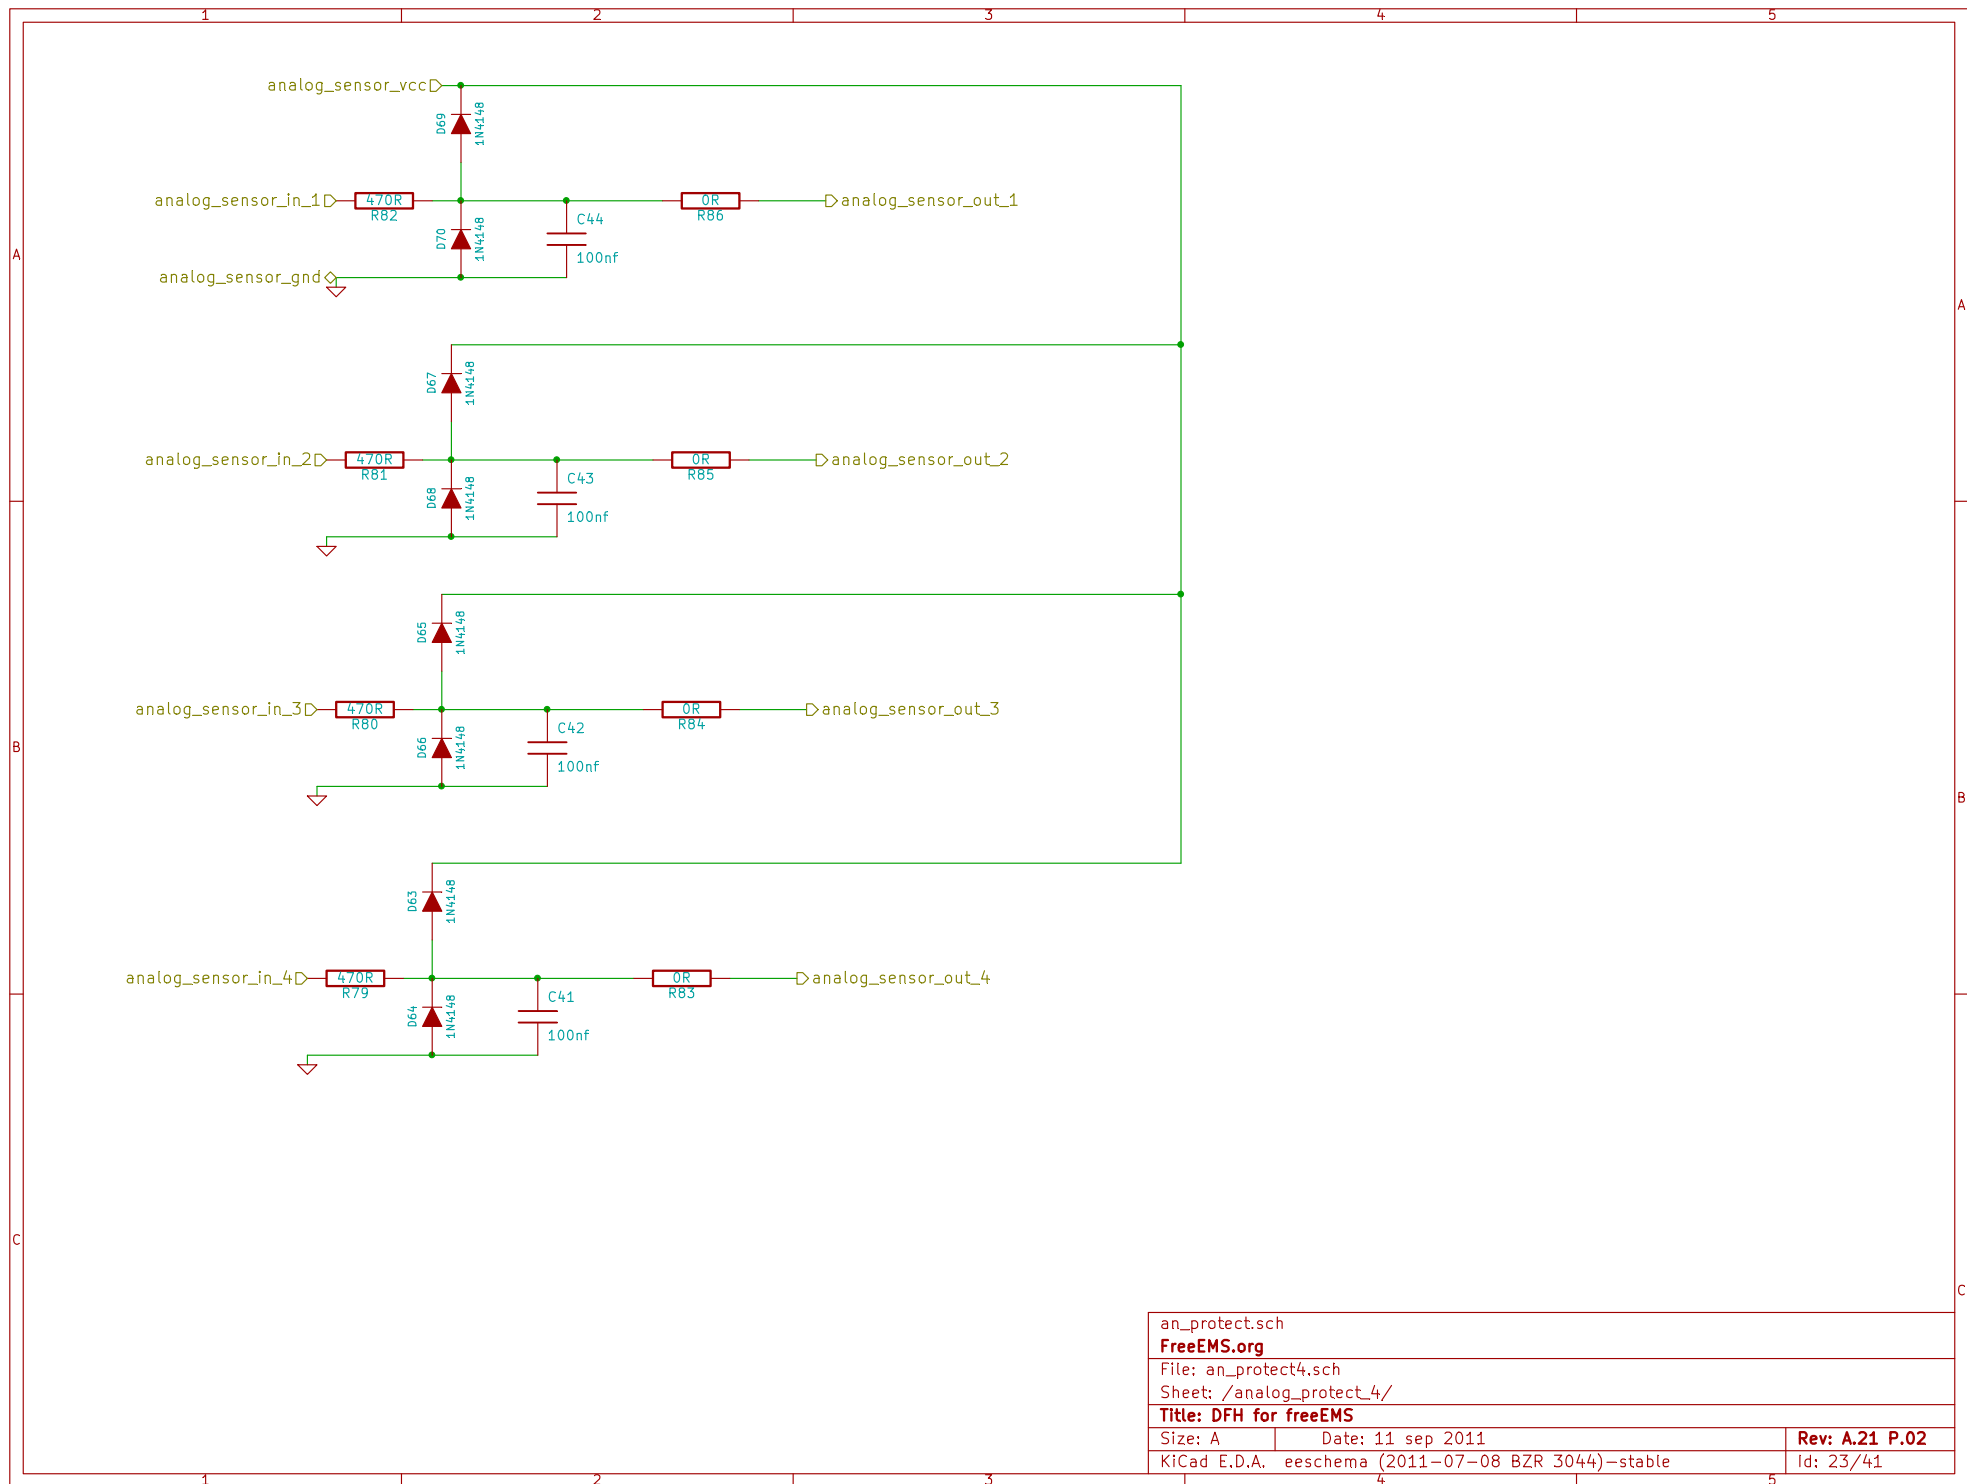 1 2 3 4 5
analog_sensor_vcc
D69 1N4148
analog_sensor_in_1 470R 0R analog_sensor_out_1
R82 R86
C44
D70 1N4148
100nf
A
analog_sensor_gnd
A
D67 1N4148
analog_sensor_in_2 470R 0R analog_sensor_out_2
R81 R85
C43
D68 1N4148
100nf
D65 1N4148
analog_sensor_in_3 470R 0R analog_sensor_out_3
R80 R84
C42
D66 1N4148
B
100nf
B
D63 1N4148
analog_sensor_in_4 470R 0R analog_sensor_out_4
R79 R83
C41
D64 1N4148
100nf
C
C
an_protect.sch
FreeEMS.org
File: an_protect4.sch
Sheet: /analog_protect_4/
Title: DFH for freeEMS
Size: A Date: 11 sep 2011 Rev: A.21 P.02
KiCad E.D.A. eeschema (2011-07-08 BZR 3044)-stable Id: 23/41
1 2 3 4 5